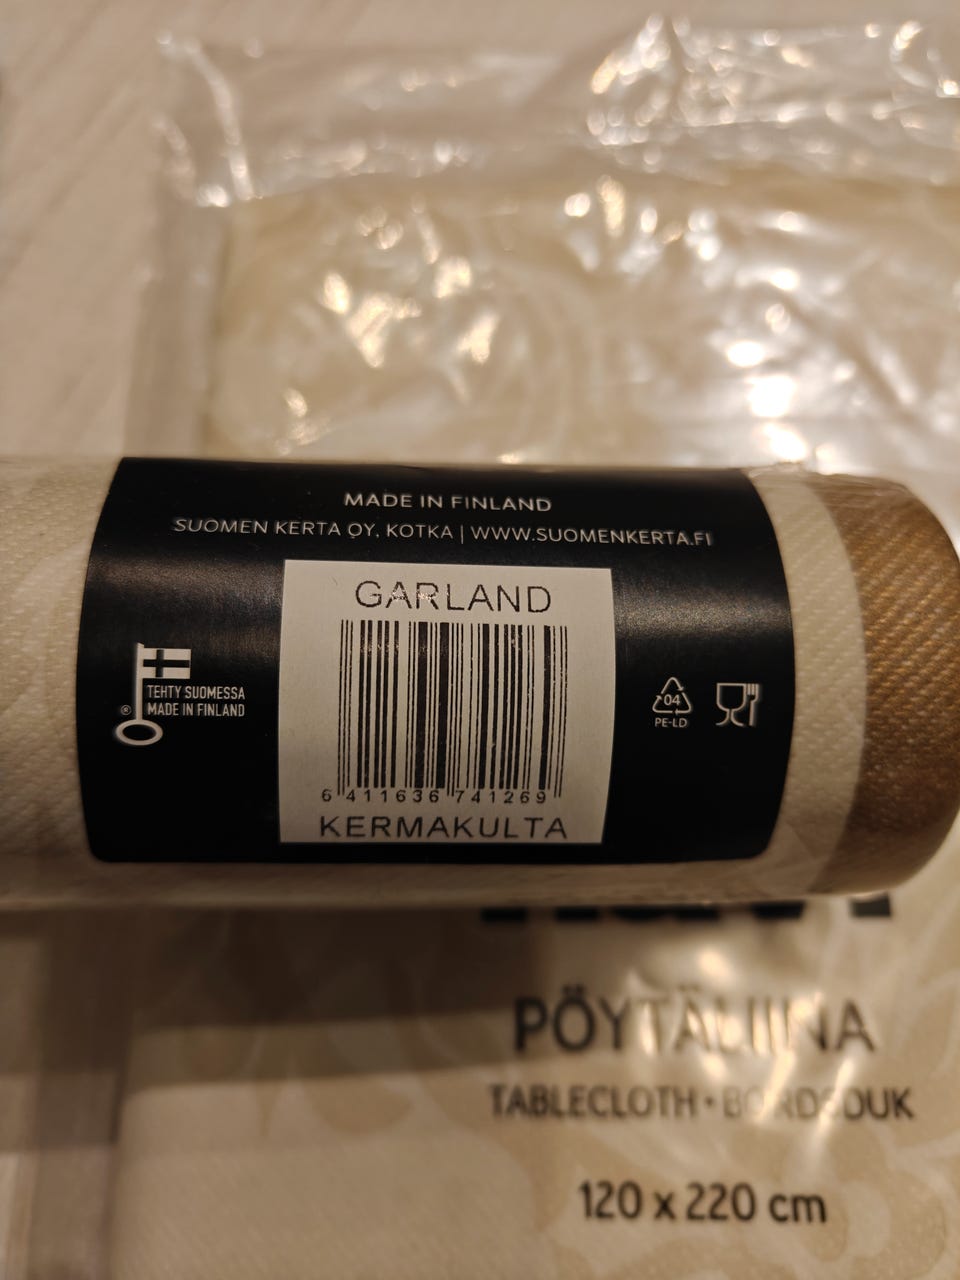 MADE IN FINLAND
SUOMEN KERTA OY, KOTKA | WWW.SUOMENKERTA.FI
GARLAND
®
TEHTY SUOMESSA
MADE IN FINLAND
04
PE-LD
6 411636 741269
KERMAKULTA
PÖYTÄLIINA
TABLECLOTH • BORDSDUK
120 x 220 cm